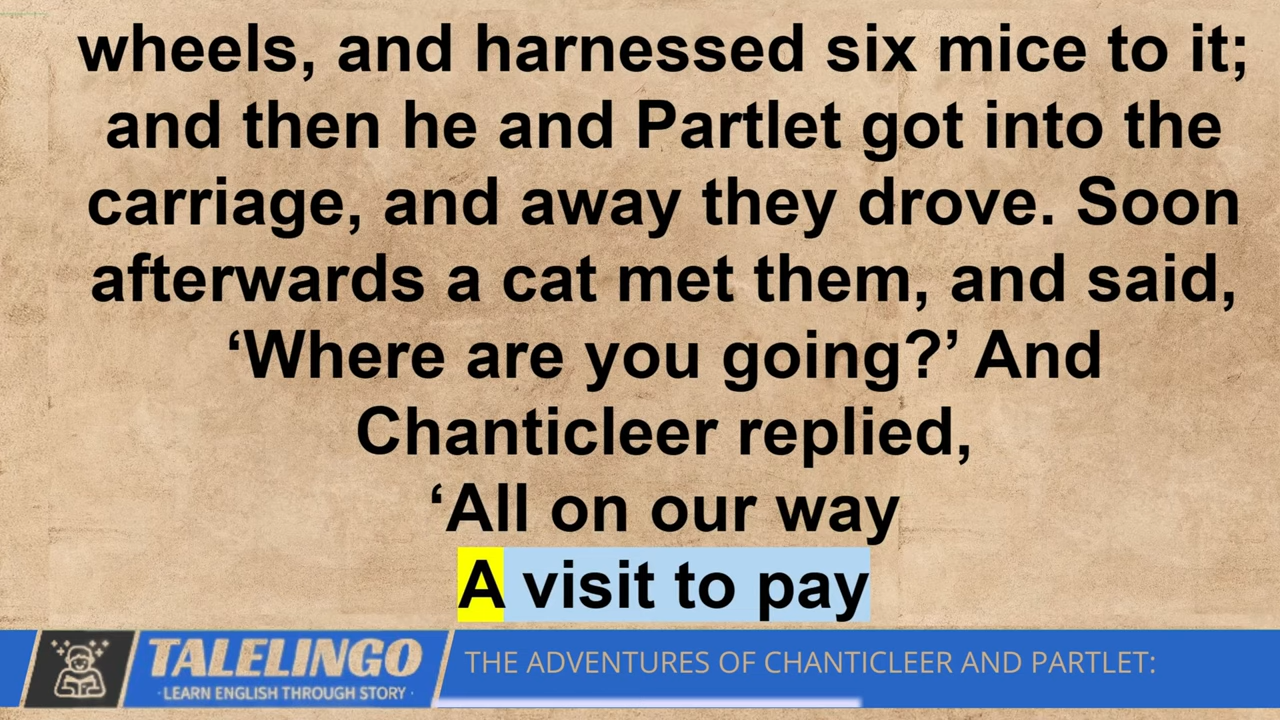 wheels, and harnessed six mice to it;
and then he and Partlet got into the
carriage, and away they drove. Soon
afterwards a cat met them, and said,
‘Where are you going?’ And
Chanticleer replied,
‘All on our way
A visit to pay
TALELINGO
· LEARN ENGLISH THROUGH STORY ·
THE ADVENTURES OF CHANTICLEER AND PARTLET: